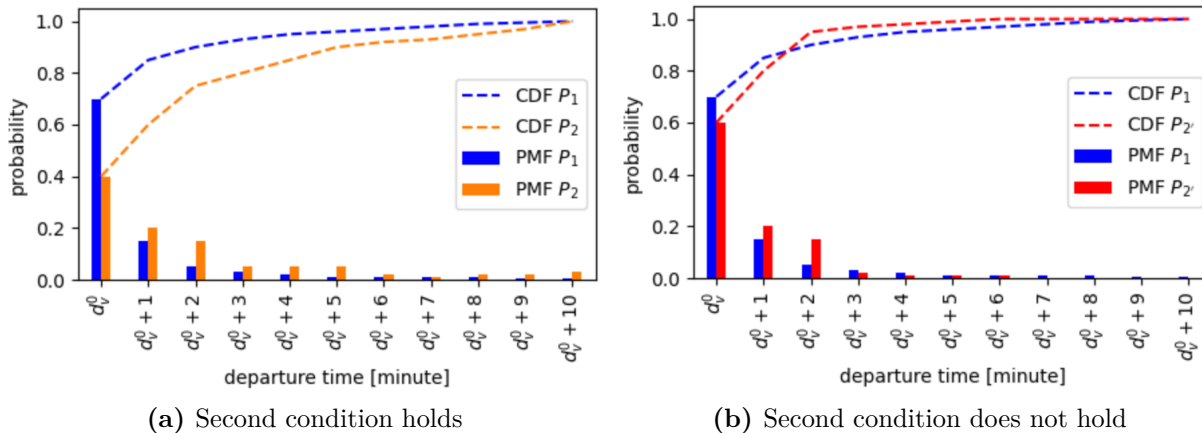 1.0
0.8
0.6
0.4
0.2
0.0
probability
CDF P₁
CDF P₂
PMF P₁
PMF P₂
d⁰ᵥ
d⁰ᵥ + 1
d⁰ᵥ + 2
d⁰ᵥ + 3
d⁰ᵥ + 4
d⁰ᵥ + 5
d⁰ᵥ + 6
d⁰ᵥ + 7
d⁰ᵥ + 8
d⁰ᵥ + 9
d⁰ᵥ + 10
departure time [minute]
(a) Second condition holds
1.0
0.8
0.6
0.4
0.2
0.0
probability
CDF P₁
CDF P₂′
PMF P₁
PMF P₂′
d⁰ᵥ
d⁰ᵥ + 1
d⁰ᵥ + 2
d⁰ᵥ + 3
d⁰ᵥ + 4
d⁰ᵥ + 5
d⁰ᵥ + 6
d⁰ᵥ + 7
d⁰ᵥ + 8
d⁰ᵥ + 9
d⁰ᵥ + 10
departure time [minute]
(b) Second condition does not hold